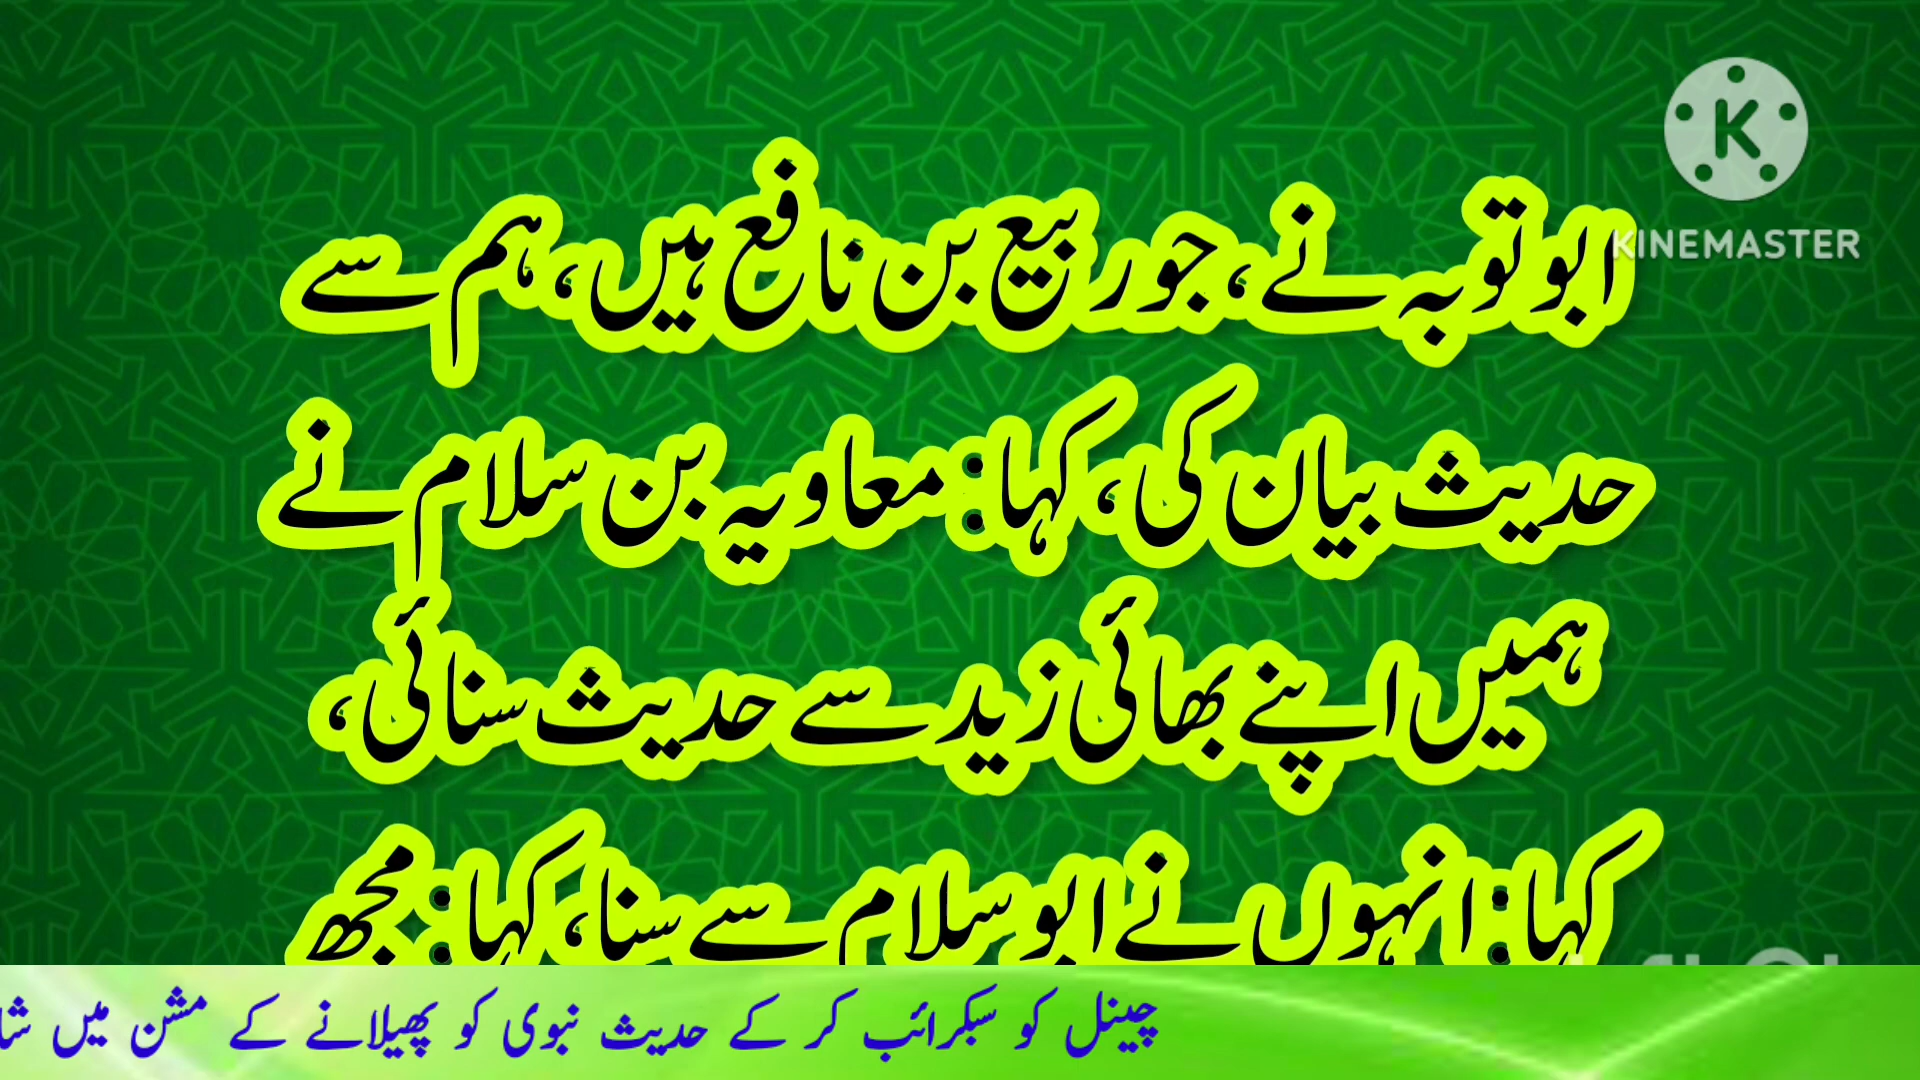 KINEMASTER
ابو توبہ نے ، جو ربیع بن نافع ہیں ، ہم سے
حدیث بیان کی ، کہا : معاویہ بن سلام نے
ہمیں اپنے بھائی زید سے حدیث سنائی ،
کہا : انہوں نے ابو سلام سے سنا ، کہا : مجھ
چینل کو سبکرائب کر کے حدیث نبوی کو پھیلانے کے مشن میں